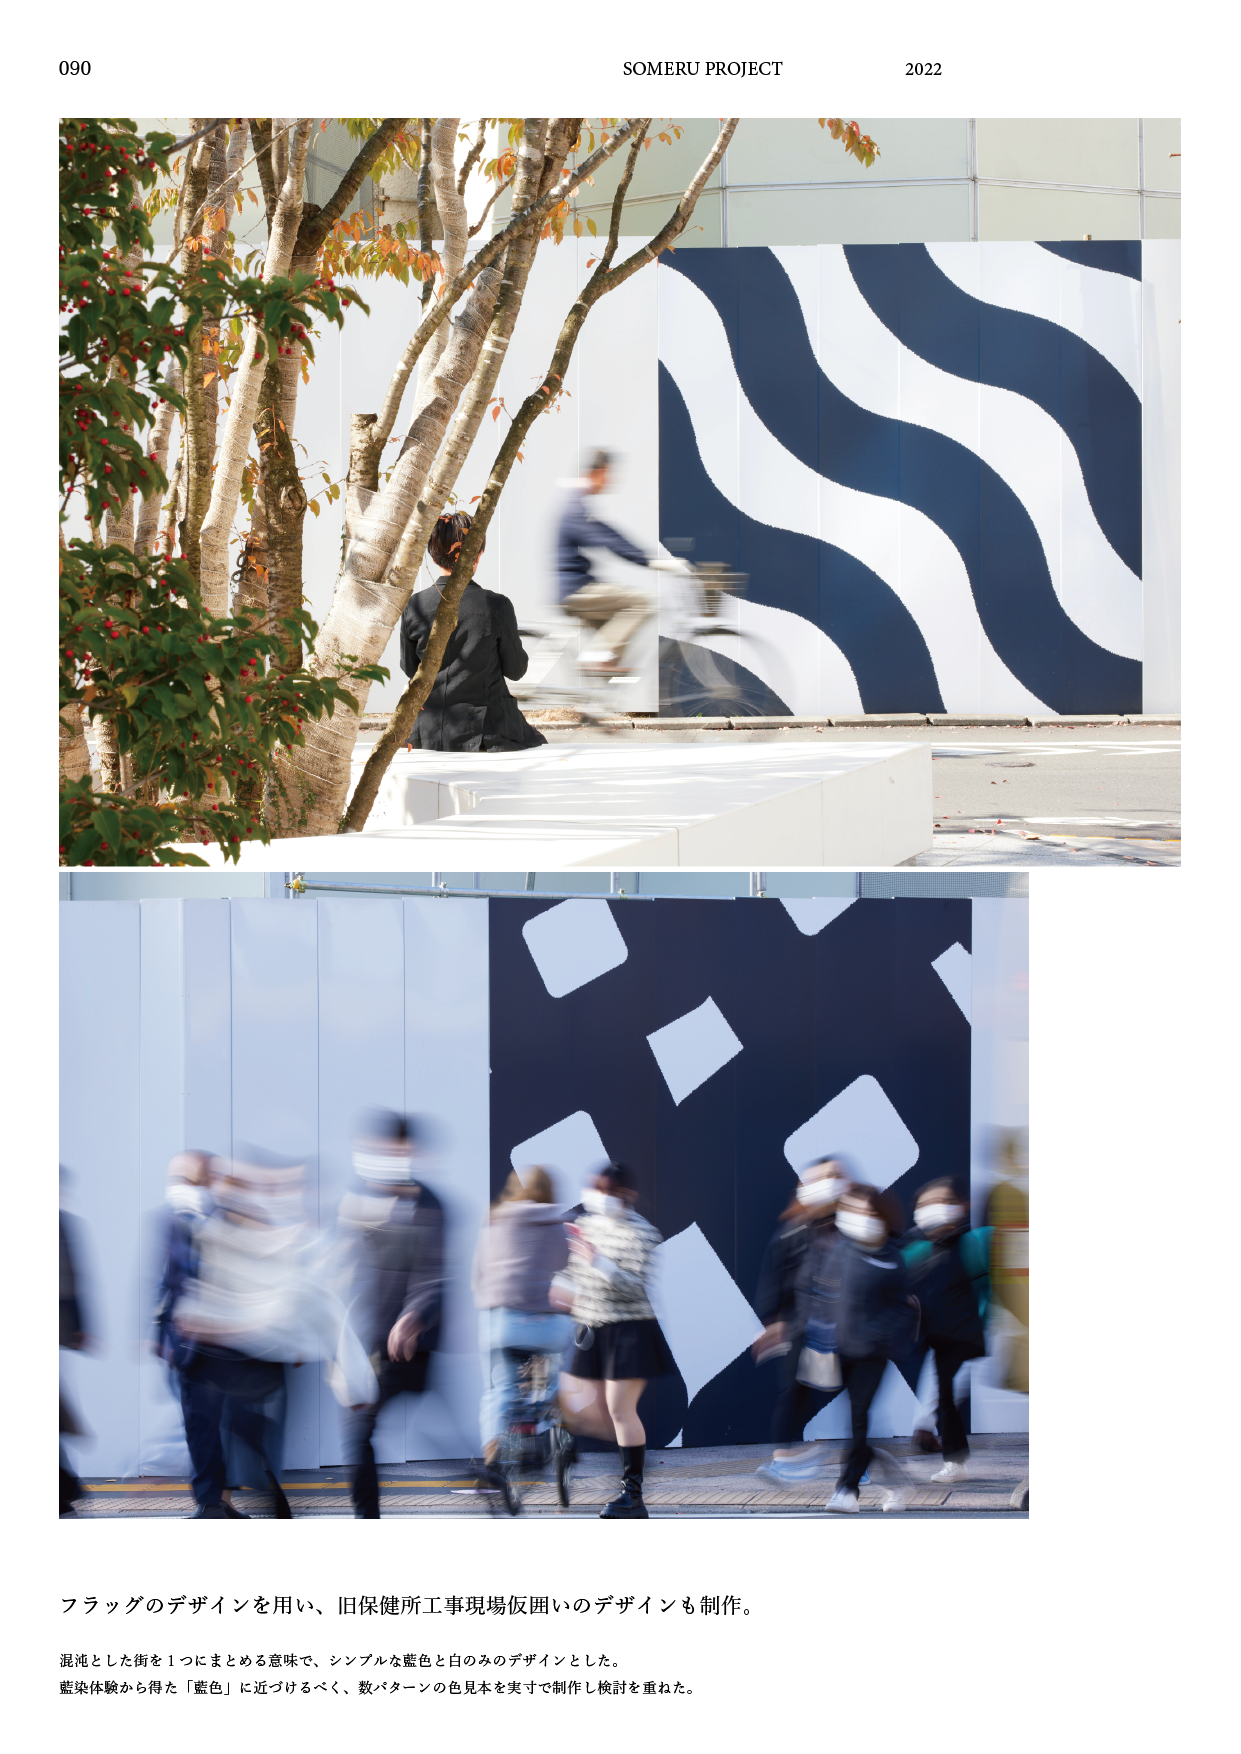 090
SOMERU PROJECT
2022
フラッグのデザインを用い、旧保健所工事現場仮囲いのデザインも制作。
混沌とした街を1つにまとめる意味で、シンプルな藍色と白のみのデザインとした。
藍染体験から得た「藍色」に近づけるべく、数パターンの色見本を実寸で制作し検討を重ねた。